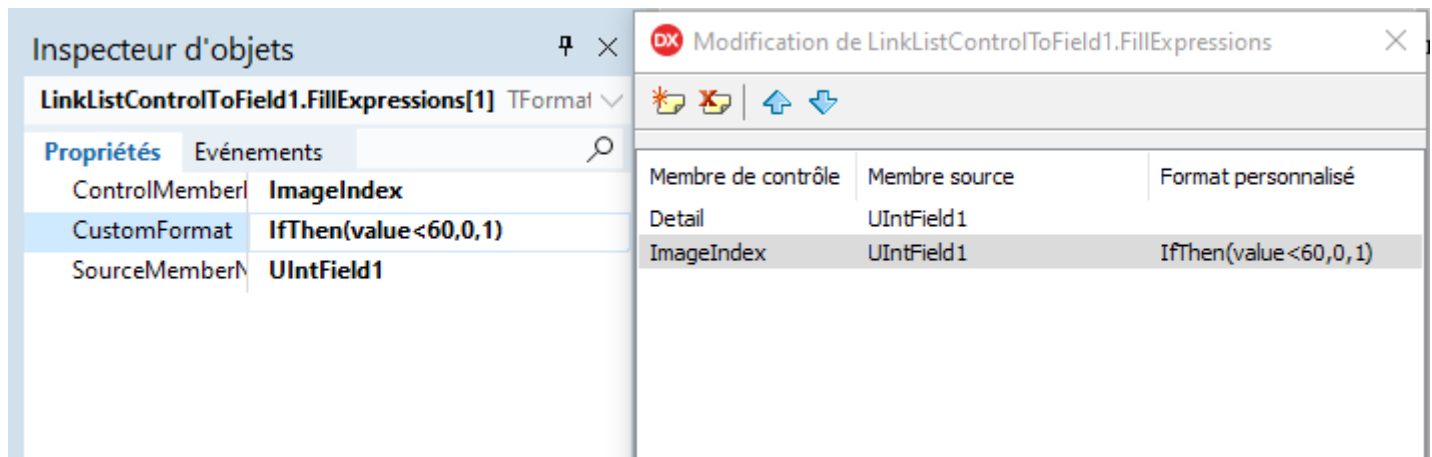 Inspecteur d'objets
LinkListControlToField1.FillExpressions[1] TFormat
Propriétés Evénements
ControlMemberI ImageIndex
CustomFormat IfThen(value<60,0,1)
SourceMemberN UIntField1
DX Modification de LinkListControlToField1.FillExpressions
Membre de contrôle Membre source Format personnalisé
Detail UIntField1
ImageIndex UIntField1 IfThen(value<60,0,1)